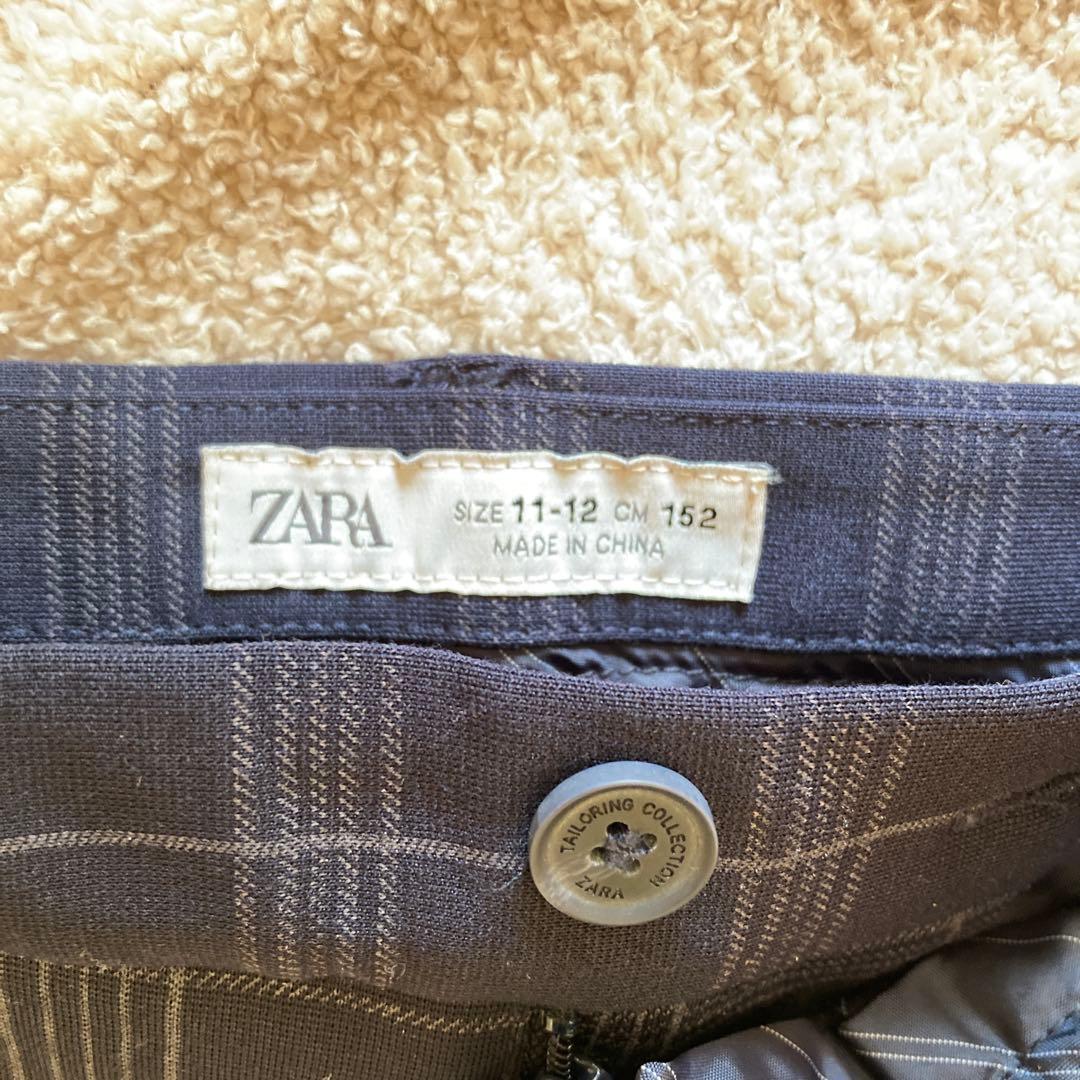 ZARA
SIZE 11-12 CM 152
MADE IN CHINA
TAILORING COLLECTION
ZARA